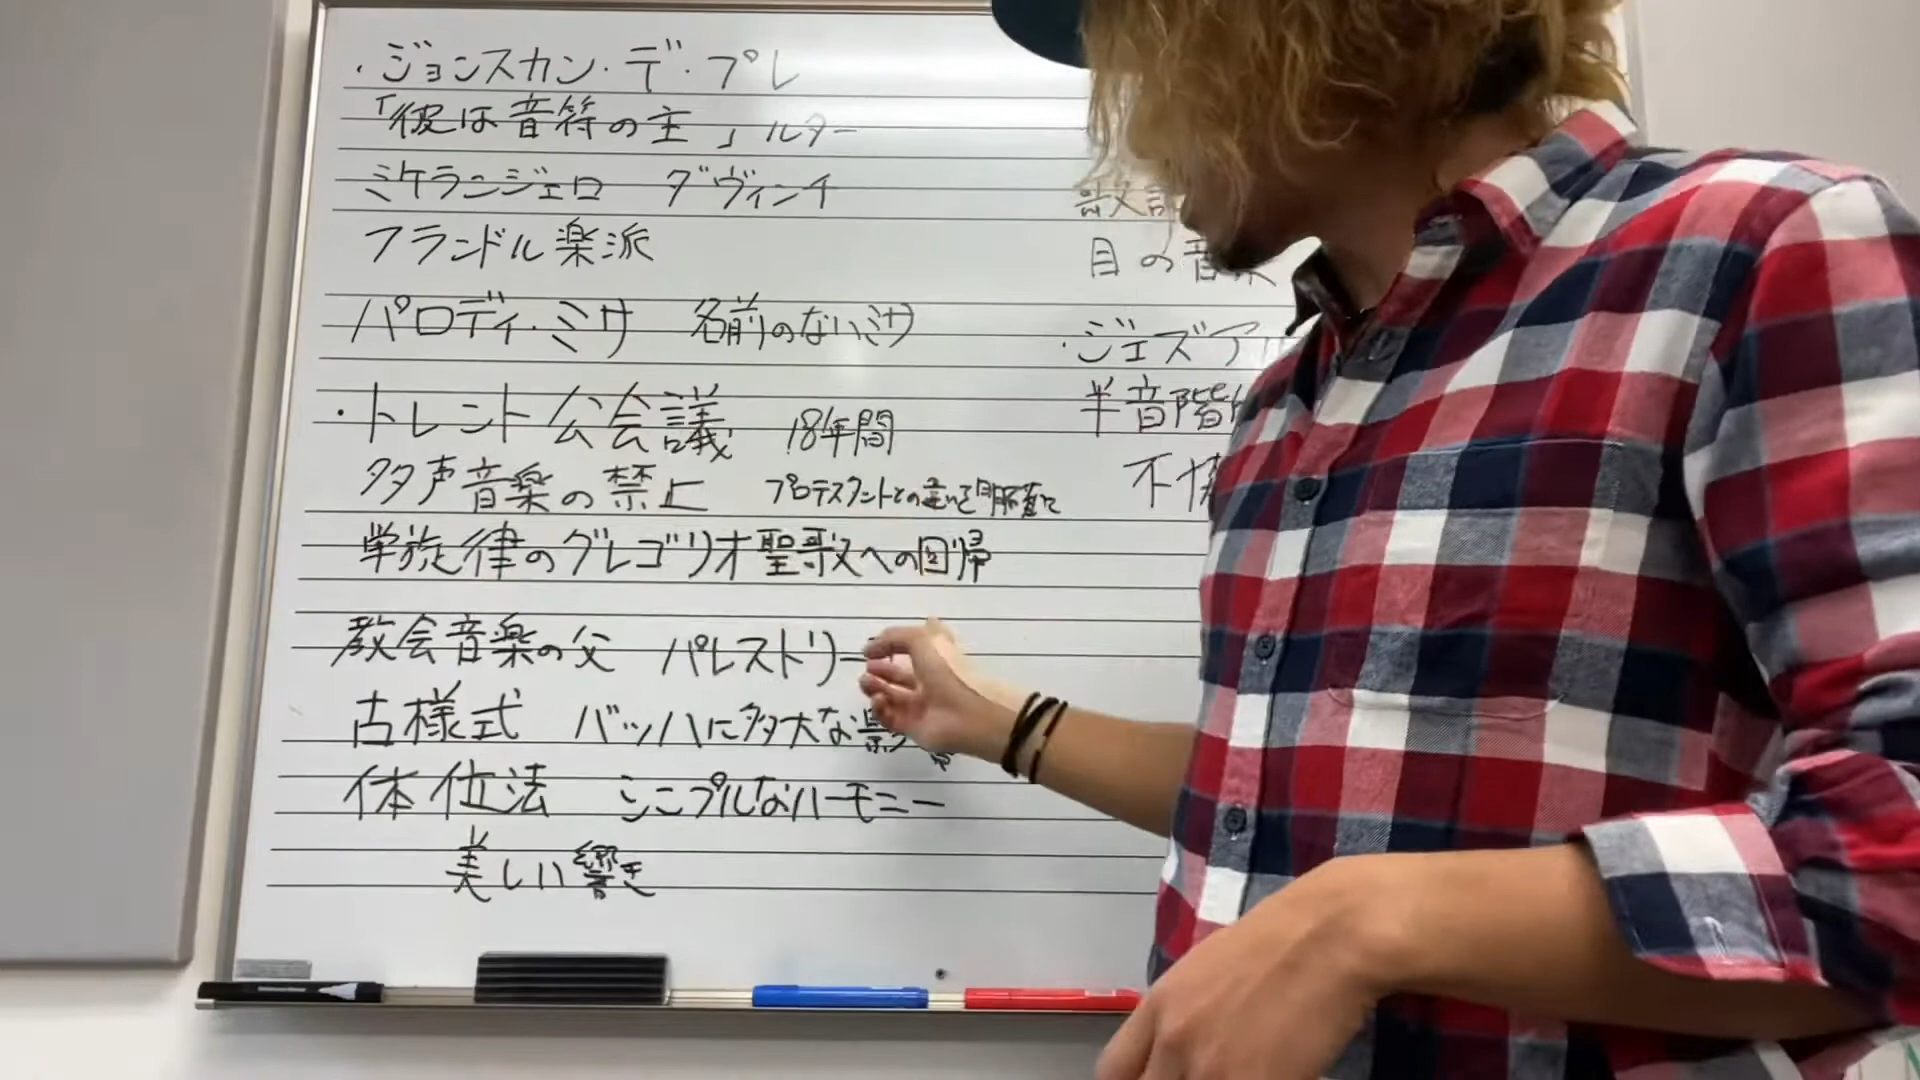 ・ジョンスカン・デ・プレ
「彼は音符の主」ルター
ミケランジェロ ダヴィンチ
フランドル楽派
パロディ・ミサ 名前のないミサ
・トレント公会議 18年間
多声音楽の禁止 プロテスタントとの違いを明確に
単旋律のグレゴリオ聖歌への回帰
教会音楽の父 パレストリー
古様式 バッハに多大な影響
体位法 シンプルなハーモニー
美しい響き
歌詞
目の音楽
・ジェズア
半音階
不協